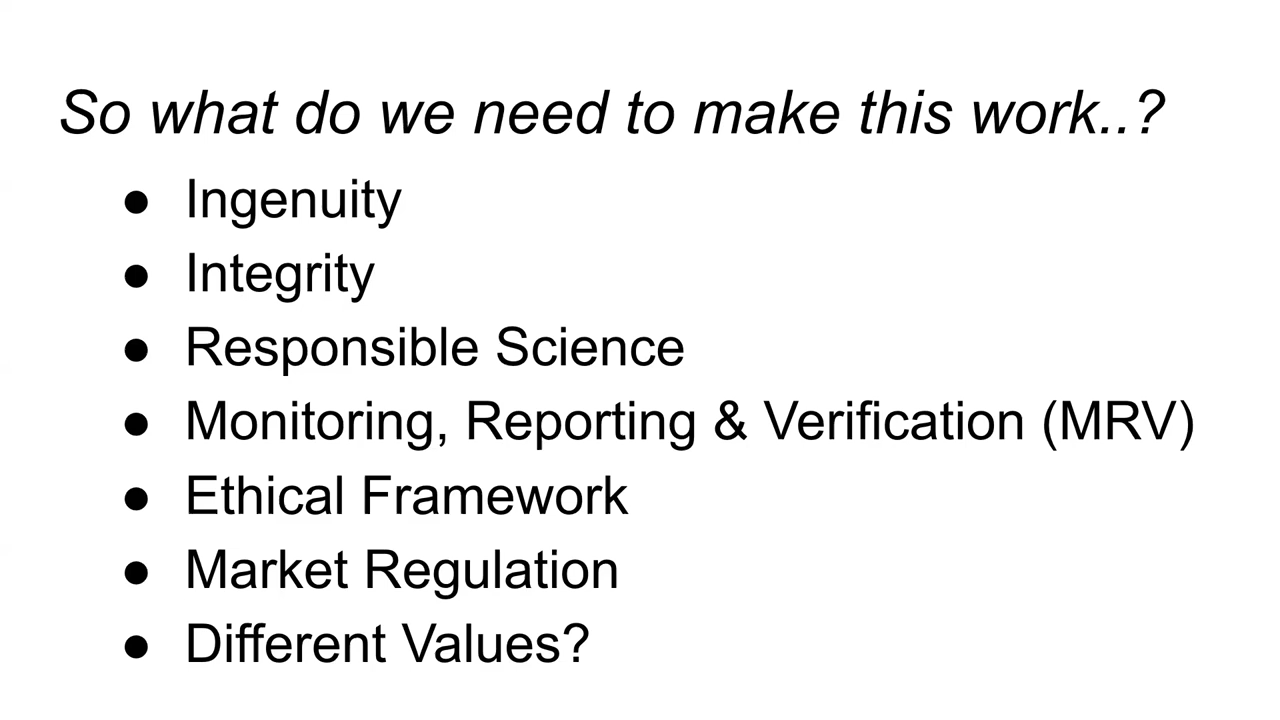 So what do we need to make this work..?
● Ingenuity
● Integrity
● Responsible Science
● Monitoring, Reporting & Verification (MRV)
● Ethical Framework
● Market Regulation
● Different Values?